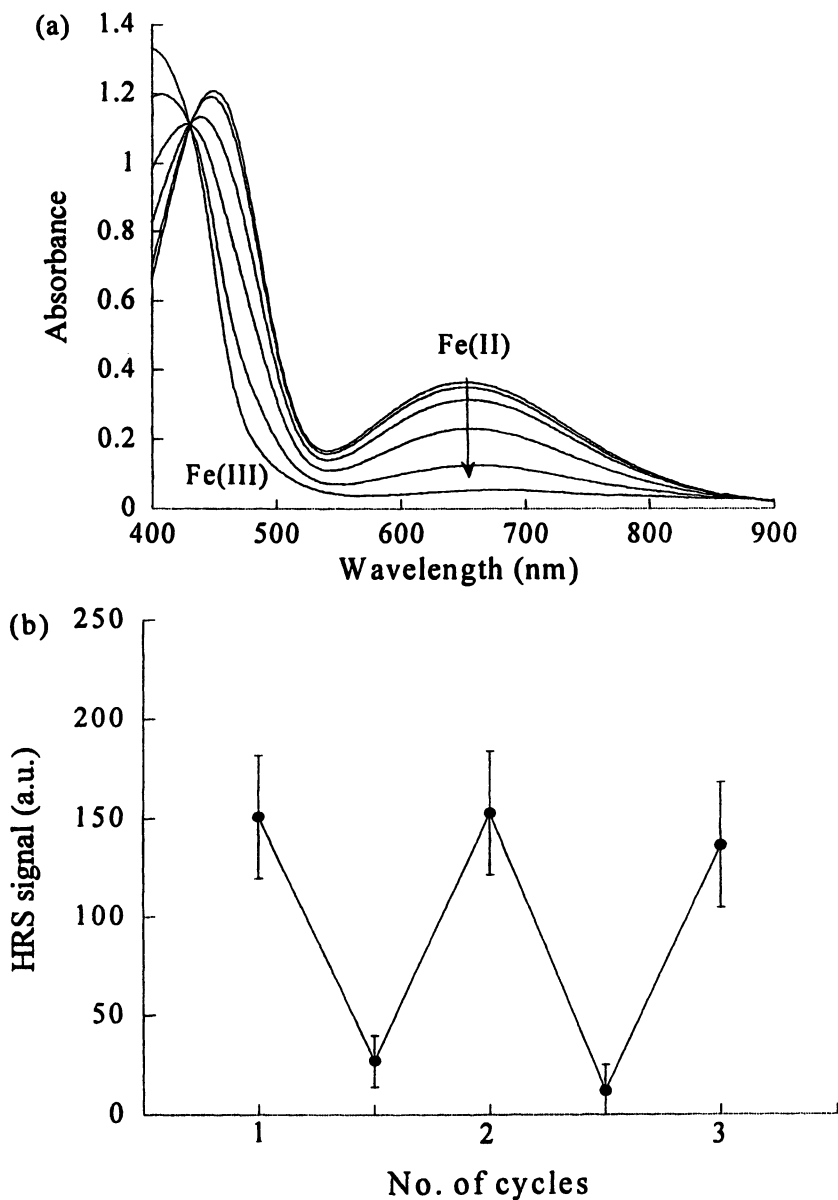 (a)
1.4
1.2
1
0.8
0.6
0.4
0.2
0
Absorbance
Fe(II)
Fe(III)
400 500 600 700 800 900
Wavelength (nm)
(b)
250
200
150
100
50
0
HRS signal (a.u.)
1 2 3
No. of cycles